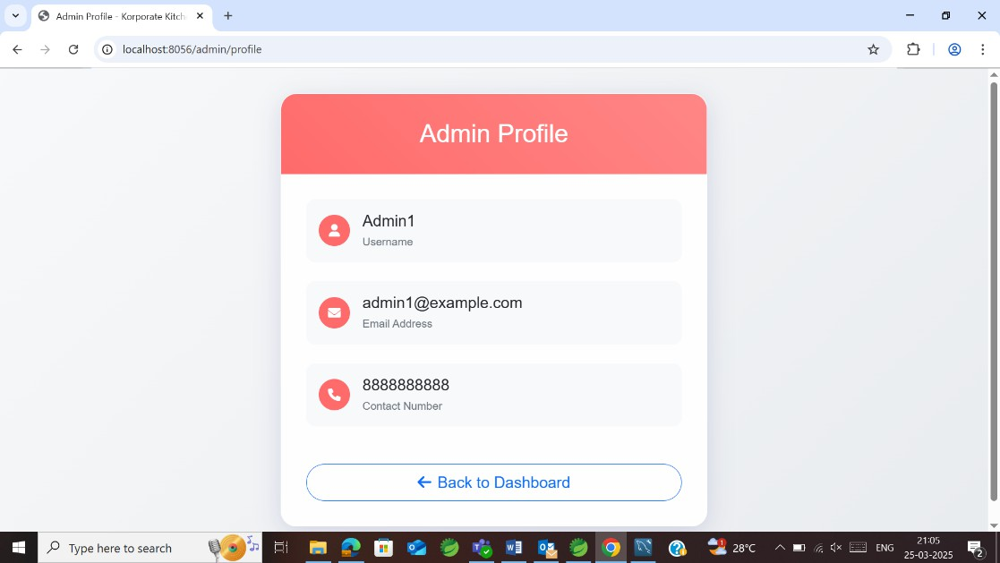 Admin Profile - Korporate Kitch
localhost:8056/admin/profile
Admin Profile
Admin1
Username
admin1@example.com
Email Address
8888888888
Contact Number
Back to Dashboard
Type here to search
1
28°C
ENG
21:05
25-03-2025
2